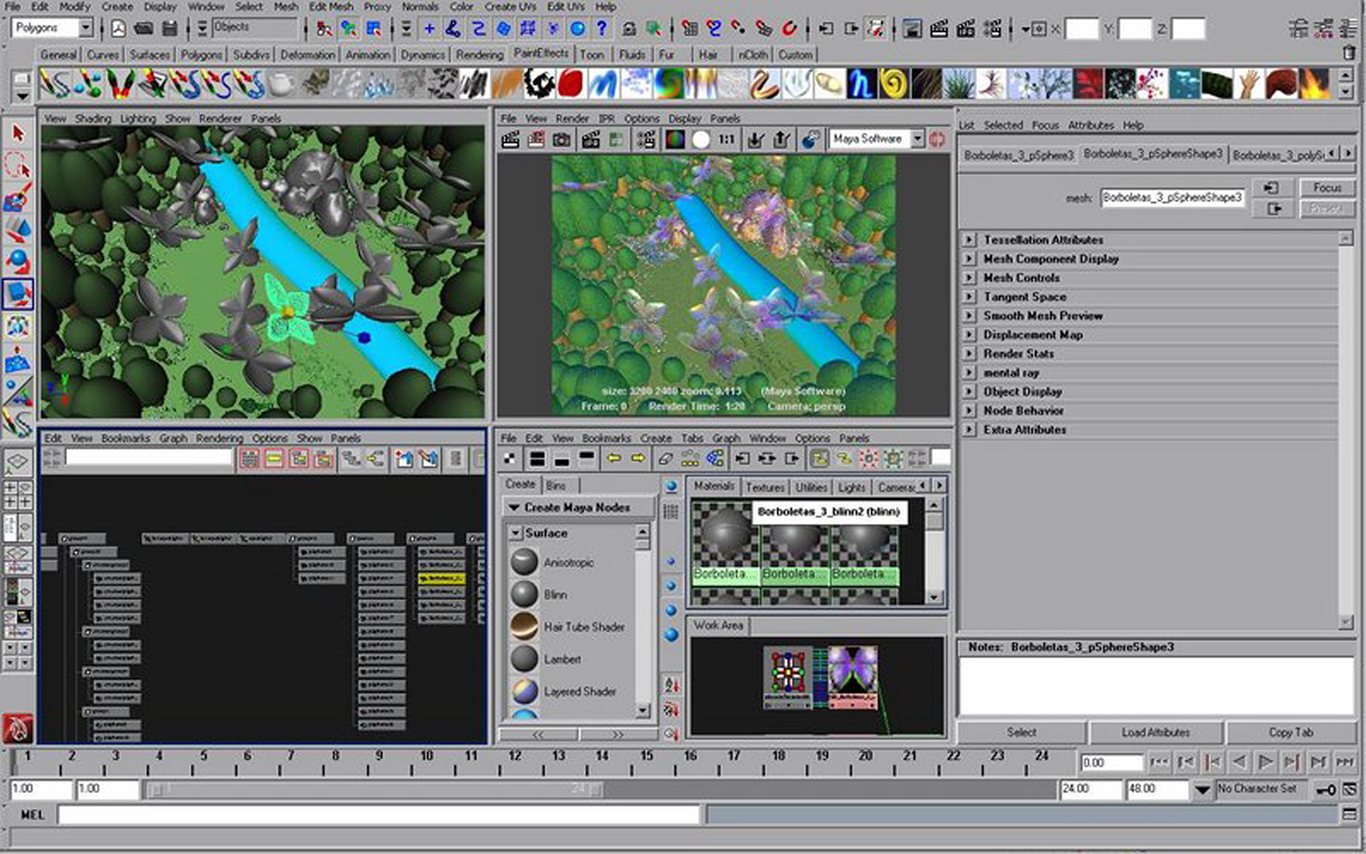 File Edit Modify Create Display Window Select Mesh Edit Mesh Proxy Normals Color Create UVs Edit UVs Help
Polygons Objects X: Y: Z:
General Curves Surfaces Polygons Subdivs Deformation Animation Dynamics Rendering PaintEffects Toon Fluids Fur Hair nCloth Custom
View Shading Lighting Show Renderer Panels
File View Render IPR Options Display Panels
1:1 Maya Software
size: 3200 2400 zoom: 0.113 (Maya Software)
Frame: 0 Render Time: 1:20 Camera: persp
List Selected Focus Attributes Help
Borboletas_3_pSphere3 Borboletas_3_pSphereShape3
mesh: Borboletas_3_pSphereShape3 Focus
Presets
Tessellation Attributes
Mesh Component Display
Mesh Controls
Tangent Space
Smooth Mesh Preview
Displacement Map
Render Stats
mental ray
Object Display
Node Behavior
Extra Attributes
Edit View Bookmarks Graph Rendering Options Show Panels
File Edit View Bookmarks Create Tabs Graph Window Options Panels
Create Bins
Create Maya Nodes
Surface
Anisotropic
Blinn
Hair Tube Shader
Lambert
Layered Shader
<< >>
Materials Textures Utilities Lights Cameras
Borboletas_3_blinn2 (blinn)
Borboleta... Borboleta... Borboleta...
Work Area
Notes: Borboletas_3_pSphereShape3
Select Load Attributes Copy Tab
1 2 3 4 5 6 7 8 9 10 11 12 13 14 15 16 17 18 19 20 21 22 23 24
0.00
1.00 1.00 1 24 24.00 48.00 No Character Set
MEL